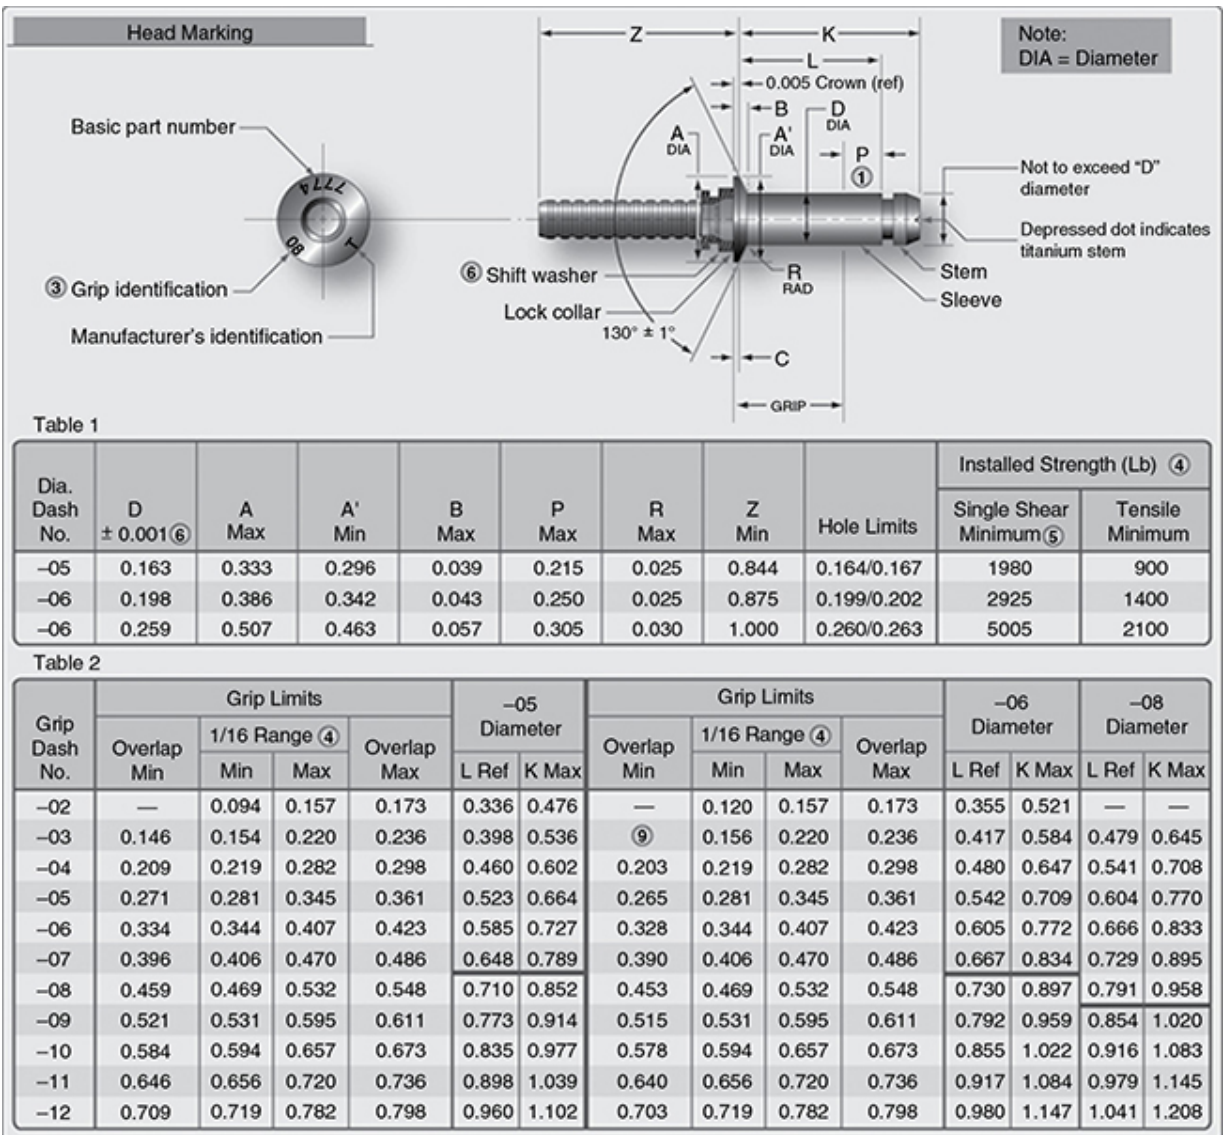 Head Marking
Note:
DIA = Diameter
Z
K
L
0.005 Crown (ref)
B
D
DIA
A
DIA
A'
DIA
P
①
Basic part number
7774
80
T
③ Grip identification
Manufacturer's identification
Not to exceed “D”
diameter
Depressed dot indicates
titanium stem
⑥ Shift washer
R
RAD
Stem
Sleeve
Lock collar
130° ± 1°
C
GRIP
Table 1
Dia. Dash No. D ± 0.001⑥ A Max A' Min B Max P Max R Max Z Min Hole Limits Installed Strength (Lb) ④
Single Shear Minimum⑤ Tensile Minimum
–05 0.163 0.333 0.296 0.039 0.215 0.025 0.844 0.164/0.167 1980 900
–06 0.198 0.386 0.342 0.043 0.250 0.025 0.875 0.199/0.202 2925 1400
–06 0.259 0.507 0.463 0.057 0.305 0.030 1.000 0.260/0.263 5005 2100
Table 2
Grip Dash No. Grip Limits –05 Diameter Grip Limits –06 Diameter –08 Diameter
Overlap Min 1/16 Range ④ Overlap Max Overlap Min 1/16 Range ④ Overlap Max
Min Max L Ref K Max Min Max L Ref K Max L Ref K Max
–02 — 0.094 0.157 0.173 0.336 0.476 — 0.120 0.157 0.173 0.355 0.521 — —
–03 0.146 0.154 0.220 0.236 0.398 0.536 ⑨ 0.156 0.220 0.236 0.417 0.584 0.479 0.645
–04 0.209 0.219 0.282 0.298 0.460 0.602 0.203 0.219 0.282 0.298 0.480 0.647 0.541 0.708
–05 0.271 0.281 0.345 0.361 0.523 0.664 0.265 0.281 0.345 0.361 0.542 0.709 0.604 0.770
–06 0.334 0.344 0.407 0.423 0.585 0.727 0.328 0.344 0.407 0.423 0.605 0.772 0.666 0.833
–07 0.396 0.406 0.470 0.486 0.648 0.789 0.390 0.406 0.470 0.486 0.667 0.834 0.729 0.895
–08 0.459 0.469 0.532 0.548 0.710 0.852 0.453 0.469 0.532 0.548 0.730 0.897 0.791 0.958
–09 0.521 0.531 0.595 0.611 0.773 0.914 0.515 0.531 0.595 0.611 0.792 0.959 0.854 1.020
–10 0.584 0.594 0.657 0.673 0.835 0.977 0.578 0.594 0.657 0.673 0.855 1.022 0.916 1.083
–11 0.646 0.656 0.720 0.736 0.898 1.039 0.640 0.656 0.720 0.736 0.917 1.084 0.979 1.145
–12 0.709 0.719 0.782 0.798 0.960 1.102 0.703 0.719 0.782 0.798 0.980 1.147 1.041 1.208